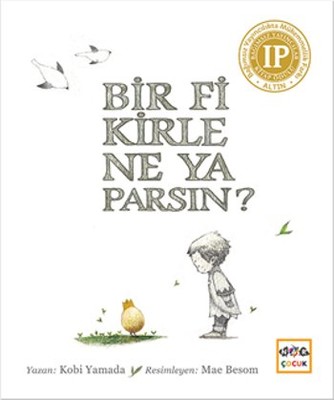 BİR Fİ
KİRLE
NE YA
PARSIN?
IP
ALTIN
Yazan: Kobi Yamada Resimleyen: Mae Besom
ÇOCUK